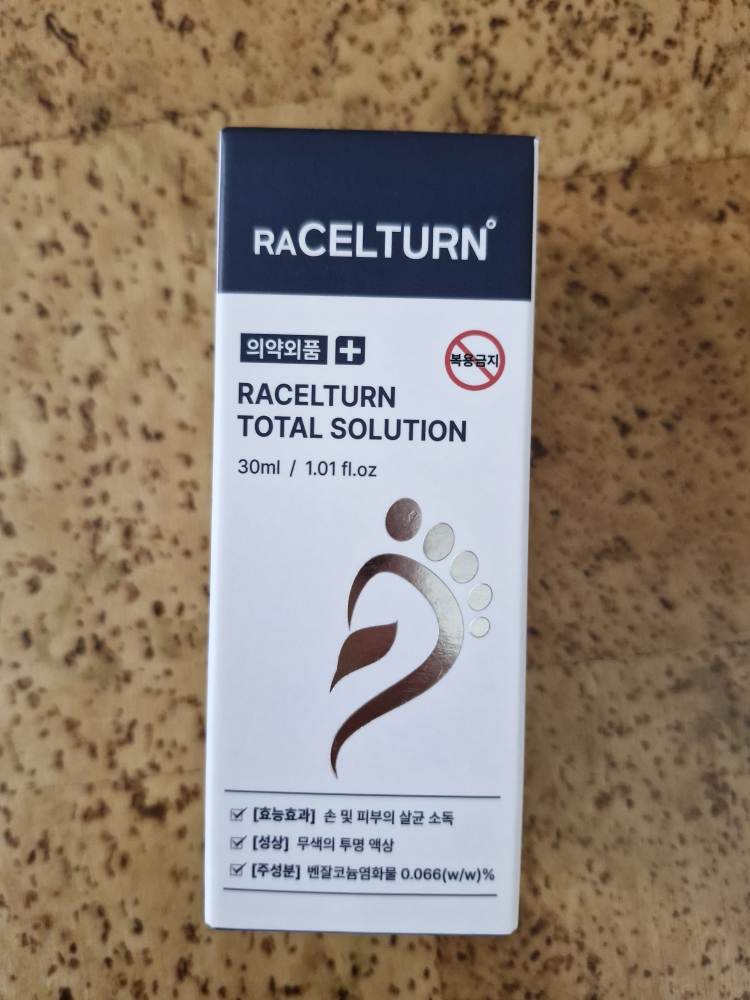 RACELTURN
의약외품
복용금지
RACELTURN
TOTAL SOLUTION
30ml / 1.01 fl.oz
[효능효과] 손 및 피부의 살균 소독
[성상] 무색의 투명 액상
[주성분] 벤잘코늄염화물 0.066(w/w)%